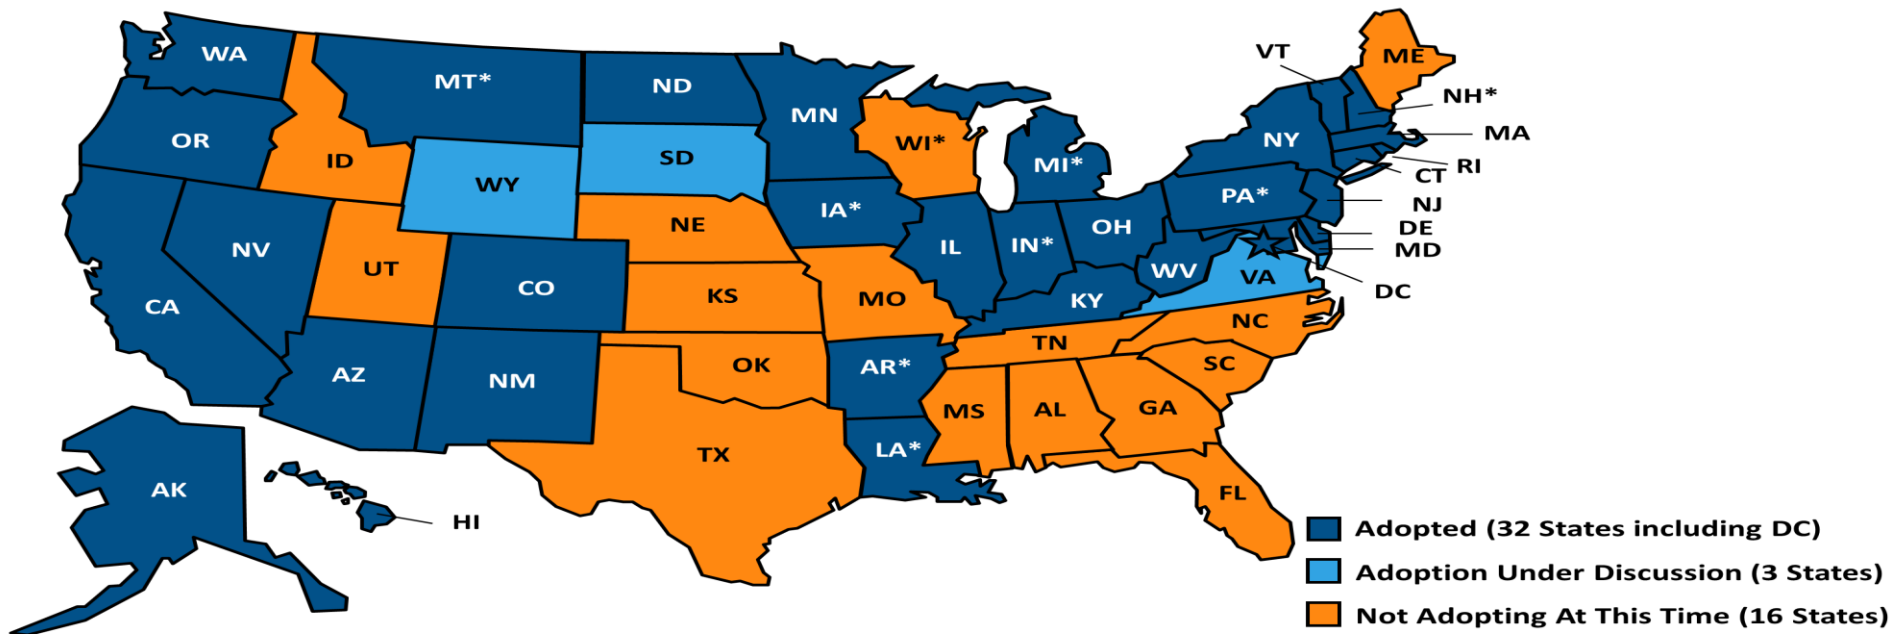 WA
MT*
ND
MN
VT
ME
NH*
OR
ID
WY
SD
WI*
MI*
NY
MA
RI
CT
NV
UT
CO
NE
IA*
IL
IN*
OH
PA*
NJ
DE
MD
WV
VA
DC
CA
KS
MO
KY
NC
TN
SC
AZ
NM
OK
AR*
MS
AL
GA
TX
LA*
FL
AK
HI
Adopted (32 States including DC)
Adoption Under Discussion (3 States)
Not Adopting At This Time (16 States)